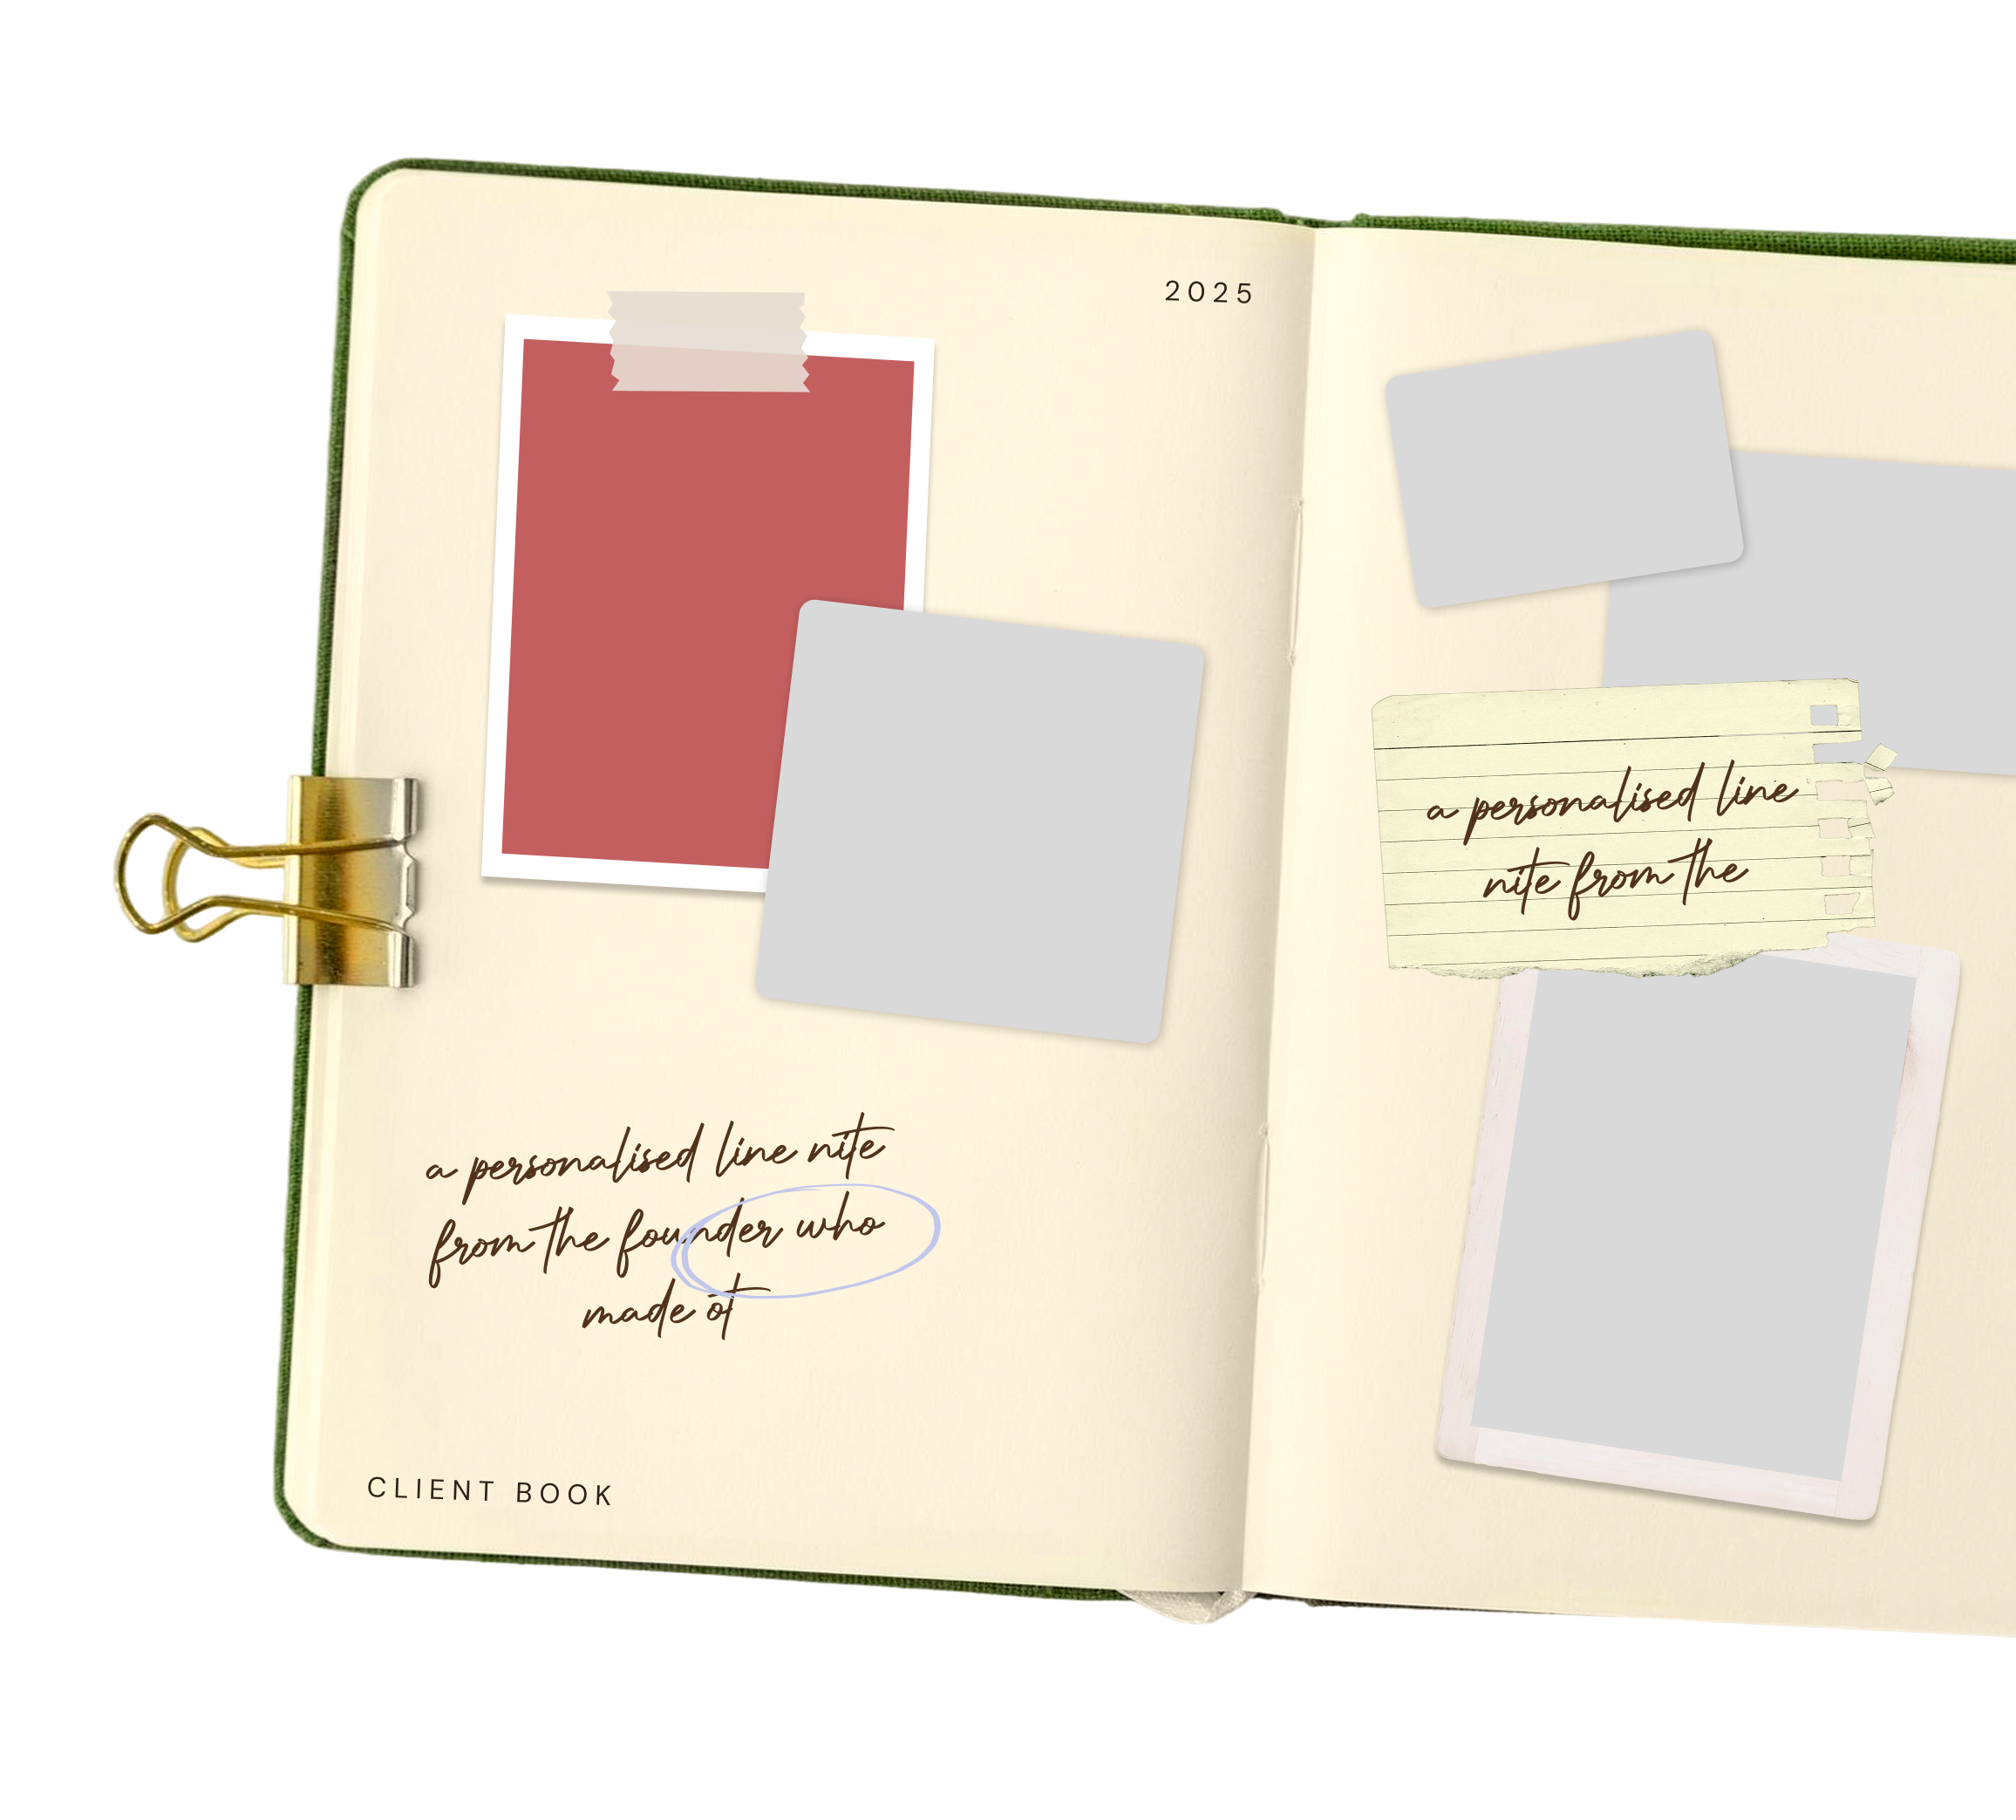 2025
a personalised line nite
from the founder who
made ot
CLIENT BOOK
a personalised line
nite from the